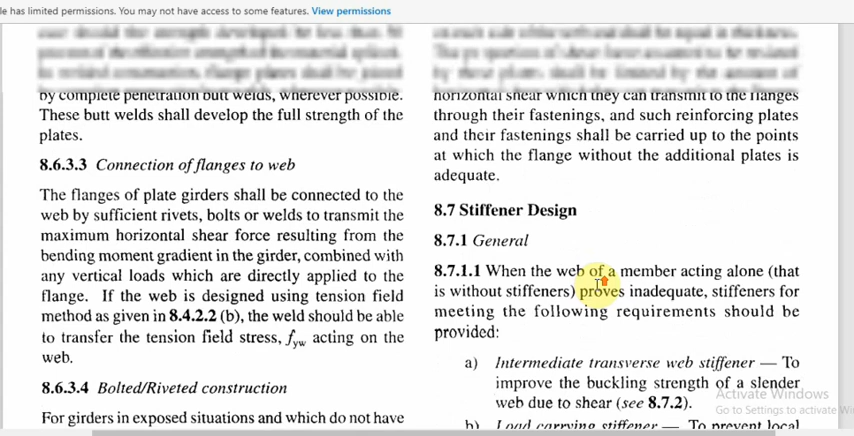 le has limited permissions. You may not have access to some features. View permissions
by complete penetration butt welds, wherever possible.
These butt welds shall develop the full strength of the
plates.
8.6.3.3 Connection of flanges to web
The flanges of plate girders shall be connected to the
web by sufficient rivets, bolts or welds to transmit the
maximum horizontal shear force resulting from the
bending moment gradient in the girder, combined with
any vertical loads which are directly applied to the
flange. If the web is designed using tension field
method as given in 8.4.2.2 (b), the weld should be able
to transfer the tension field stress, fyw acting on the
web.
8.6.3.4 Bolted/Riveted construction
For girders in exposed situations and which do not have
horizontal shear which they can transmit to the flanges
through their fastenings, and such reinforcing plates
and their fastenings shall be carried up to the points
at which the flange without the additional plates is
adequate.
8.7 Stiffener Design
8.7.1 General
8.7.1.1 When the web of a member acting alone (that
is without stiffeners) proves inadequate, stiffeners for
meeting the following requirements should be
provided:
a) Intermediate transverse web stiffener — To
improve the buckling strength of a slender
web due to shear (see 8.7.2).
b) Load carrying stiffener — To prevent local
Activate Windows
Go to Settings to activate Wi